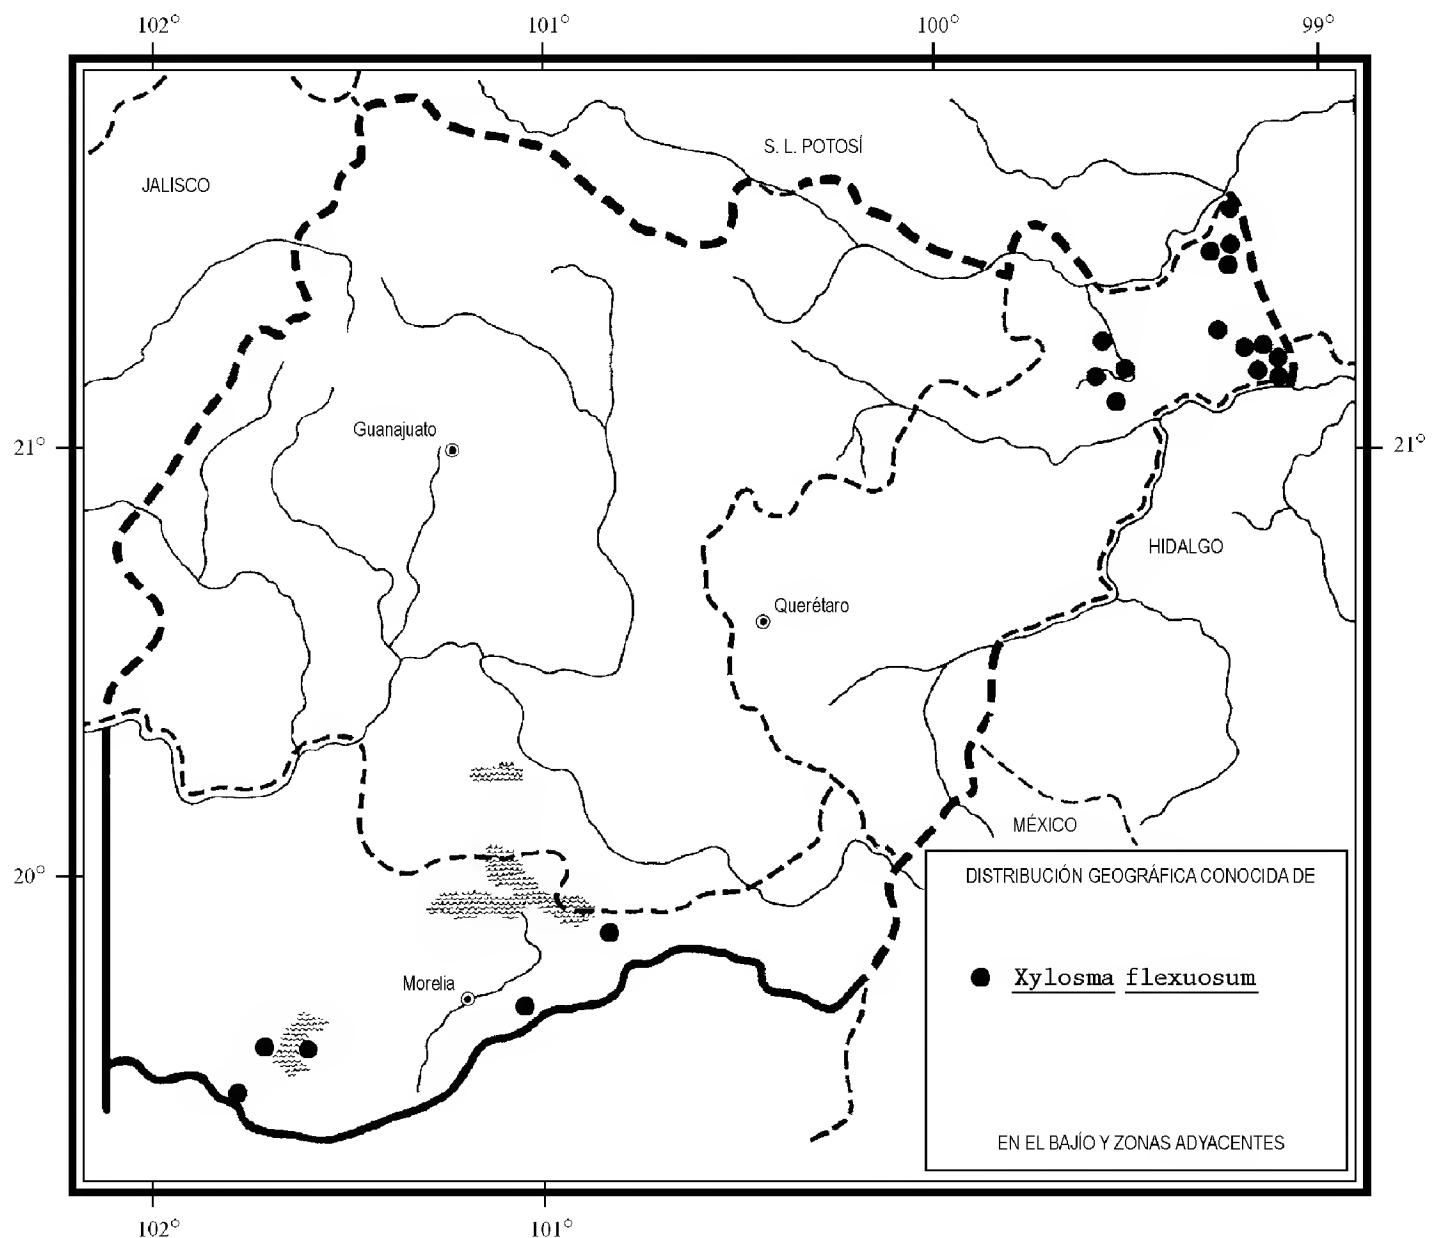 102° 101° 100° 99°
S. L. POTOSÍ
JALISCO
Guanajuato
21° 21°
HIDALGO
Querétaro
MÉXICO
20°
DISTRIBUCIÓN GEOGRÁFICA CONOCIDA DE
Xylosma flexuosum
Morelia
EN EL BAJÍO Y ZONAS ADYACENTES
102° 101°